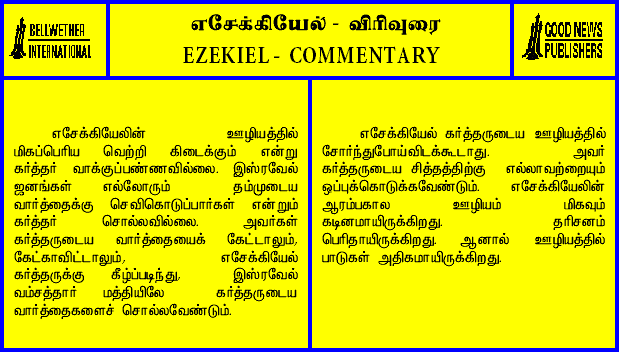 BELLWETHER
INTERNATIONAL
எசேக்கியேல் - விரிவுரை
EZEKIEL - COMMENTARY
GOOD NEWS
PUBLISHERS
எசேக்கியேலின் ஊழியத்தில்
மிகப்பெரிய வெற்றி கிடைக்கும் என்று
கர்த்தர் வாக்குப்பண்ணவில்லை. இஸ்ரவேல்
ஜனங்கள் எல்லோரும் தம்முடைய
வார்த்தைக்கு செவிகொடுப்பார்கள் என்றும்
கர்த்தர் சொல்லவில்லை. அவர்கள்
கர்த்தருடைய வார்த்தையைக் கேட்டாலும்,
கேட்காவிட்டாலும், எசேக்கியேல்
கர்த்தருக்கு கீழ்ப்படிந்து, இஸ்ரவேல்
வம்சத்தார் மத்தியிலே கர்த்தருடைய
வார்த்தைகளைச் சொல்லவேண்டும்.
எசேக்கியேல் கர்த்தருடைய ஊழியத்தில்
சோர்ந்துபோய்விடக்கூடாது. அவர்
கர்த்தருடைய சித்தத்திற்கு எல்லாவற்றையும்
ஒப்புக்கொடுக்கவேண்டும். எசேக்கியேலின்
ஆரம்பகால ஊழியம் மிகவும்
கடினமாயிருக்கிறது. தரிசனம்
பெரிதாயிருக்கிறது. ஆனால் ஊழியத்தில்
பாடுகள் அதிகமாயிருக்கிறது.